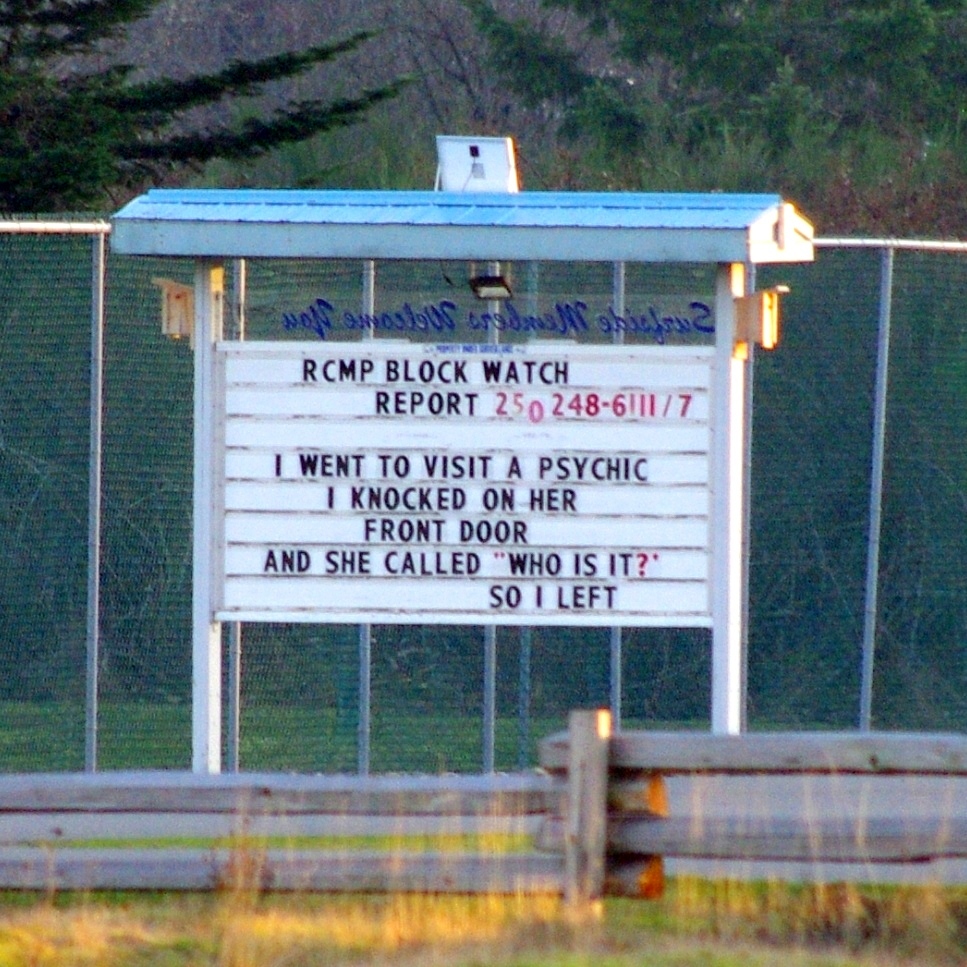 Surfside Members Welcome You
RCMP BLOCK WATCH
REPORT 250 248-6111/7
I WENT TO VISIT A PSYCHIC
I KNOCKED ON HER
FRONT DOOR
AND SHE CALLED "WHO IS IT?"
SO I LEFT